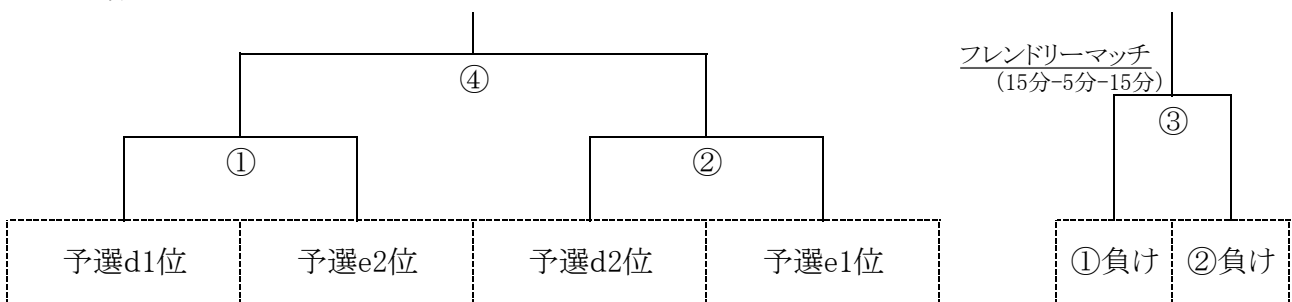 フレンドリーマッチ
(15分-5分-15分)
④
③
①
②
予選d1位 予選e2位 予選d2位 予選e1位
①負け ②負け